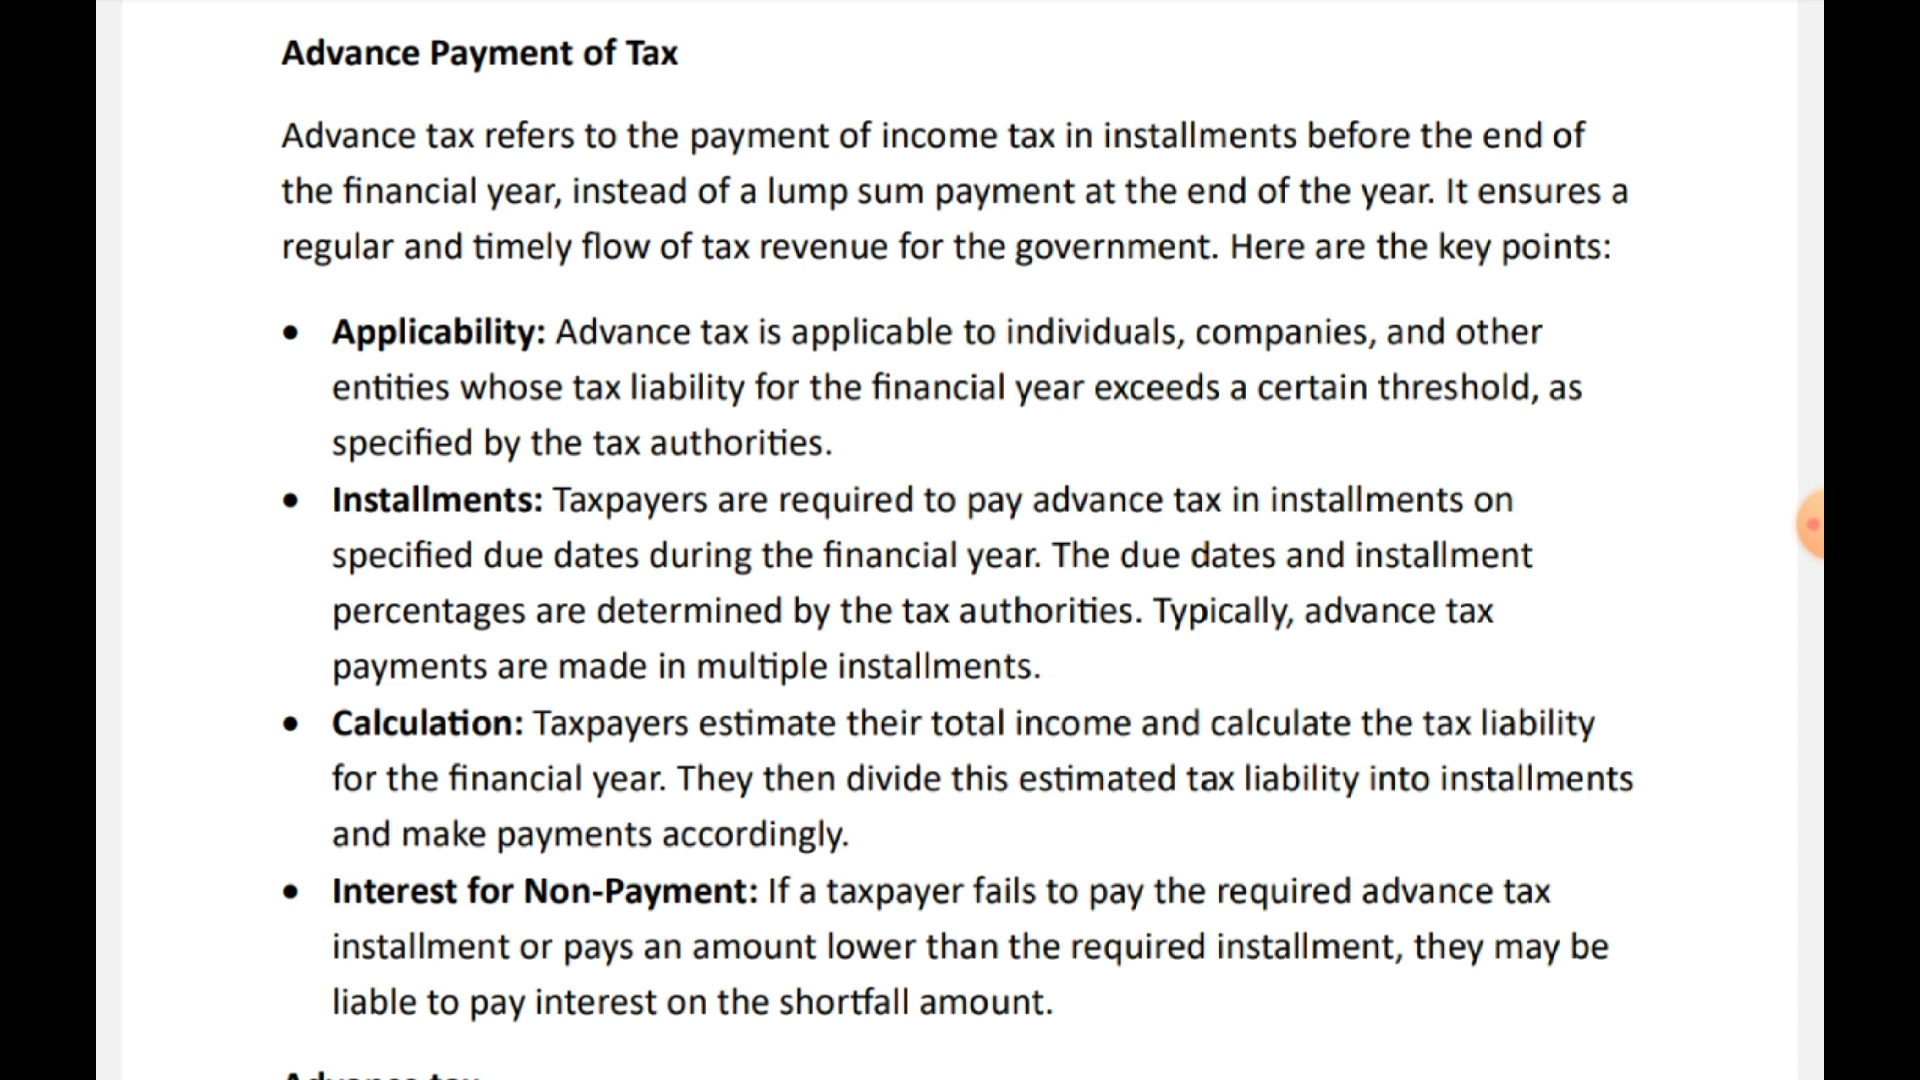 Advance Payment of Tax
Advance tax refers to the payment of income tax in installments before the end of
the financial year, instead of a lump sum payment at the end of the year. It ensures a
regular and timely flow of tax revenue for the government. Here are the key points:
• Applicability: Advance tax is applicable to individuals, companies, and other
entities whose tax liability for the financial year exceeds a certain threshold, as
specified by the tax authorities.
• Installments: Taxpayers are required to pay advance tax in installments on
specified due dates during the financial year. The due dates and installment
percentages are determined by the tax authorities. Typically, advance tax
payments are made in multiple installments.
• Calculation: Taxpayers estimate their total income and calculate the tax liability
for the financial year. They then divide this estimated tax liability into installments
and make payments accordingly.
• Interest for Non-Payment: If a taxpayer fails to pay the required advance tax
installment or pays an amount lower than the required installment, they may be
liable to pay interest on the shortfall amount.